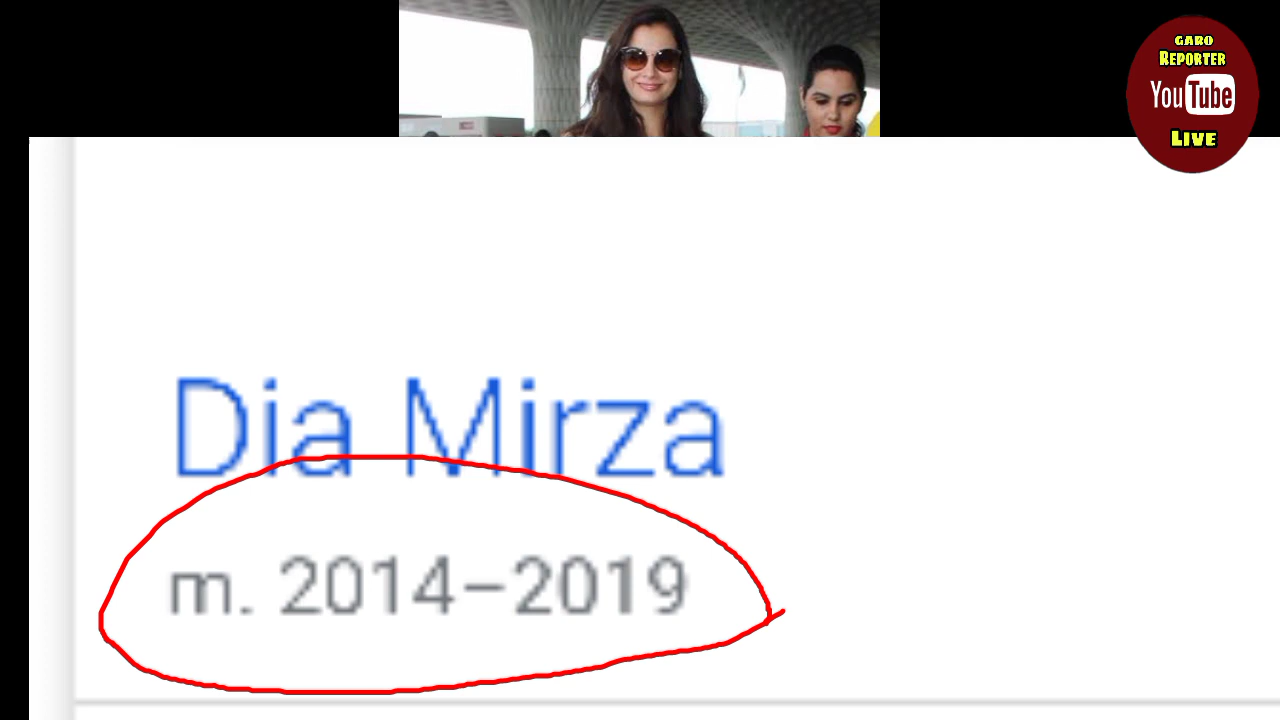 GARO
REPORTER
YouTube
LIVE
Dia Mirza
m. 2014–2019